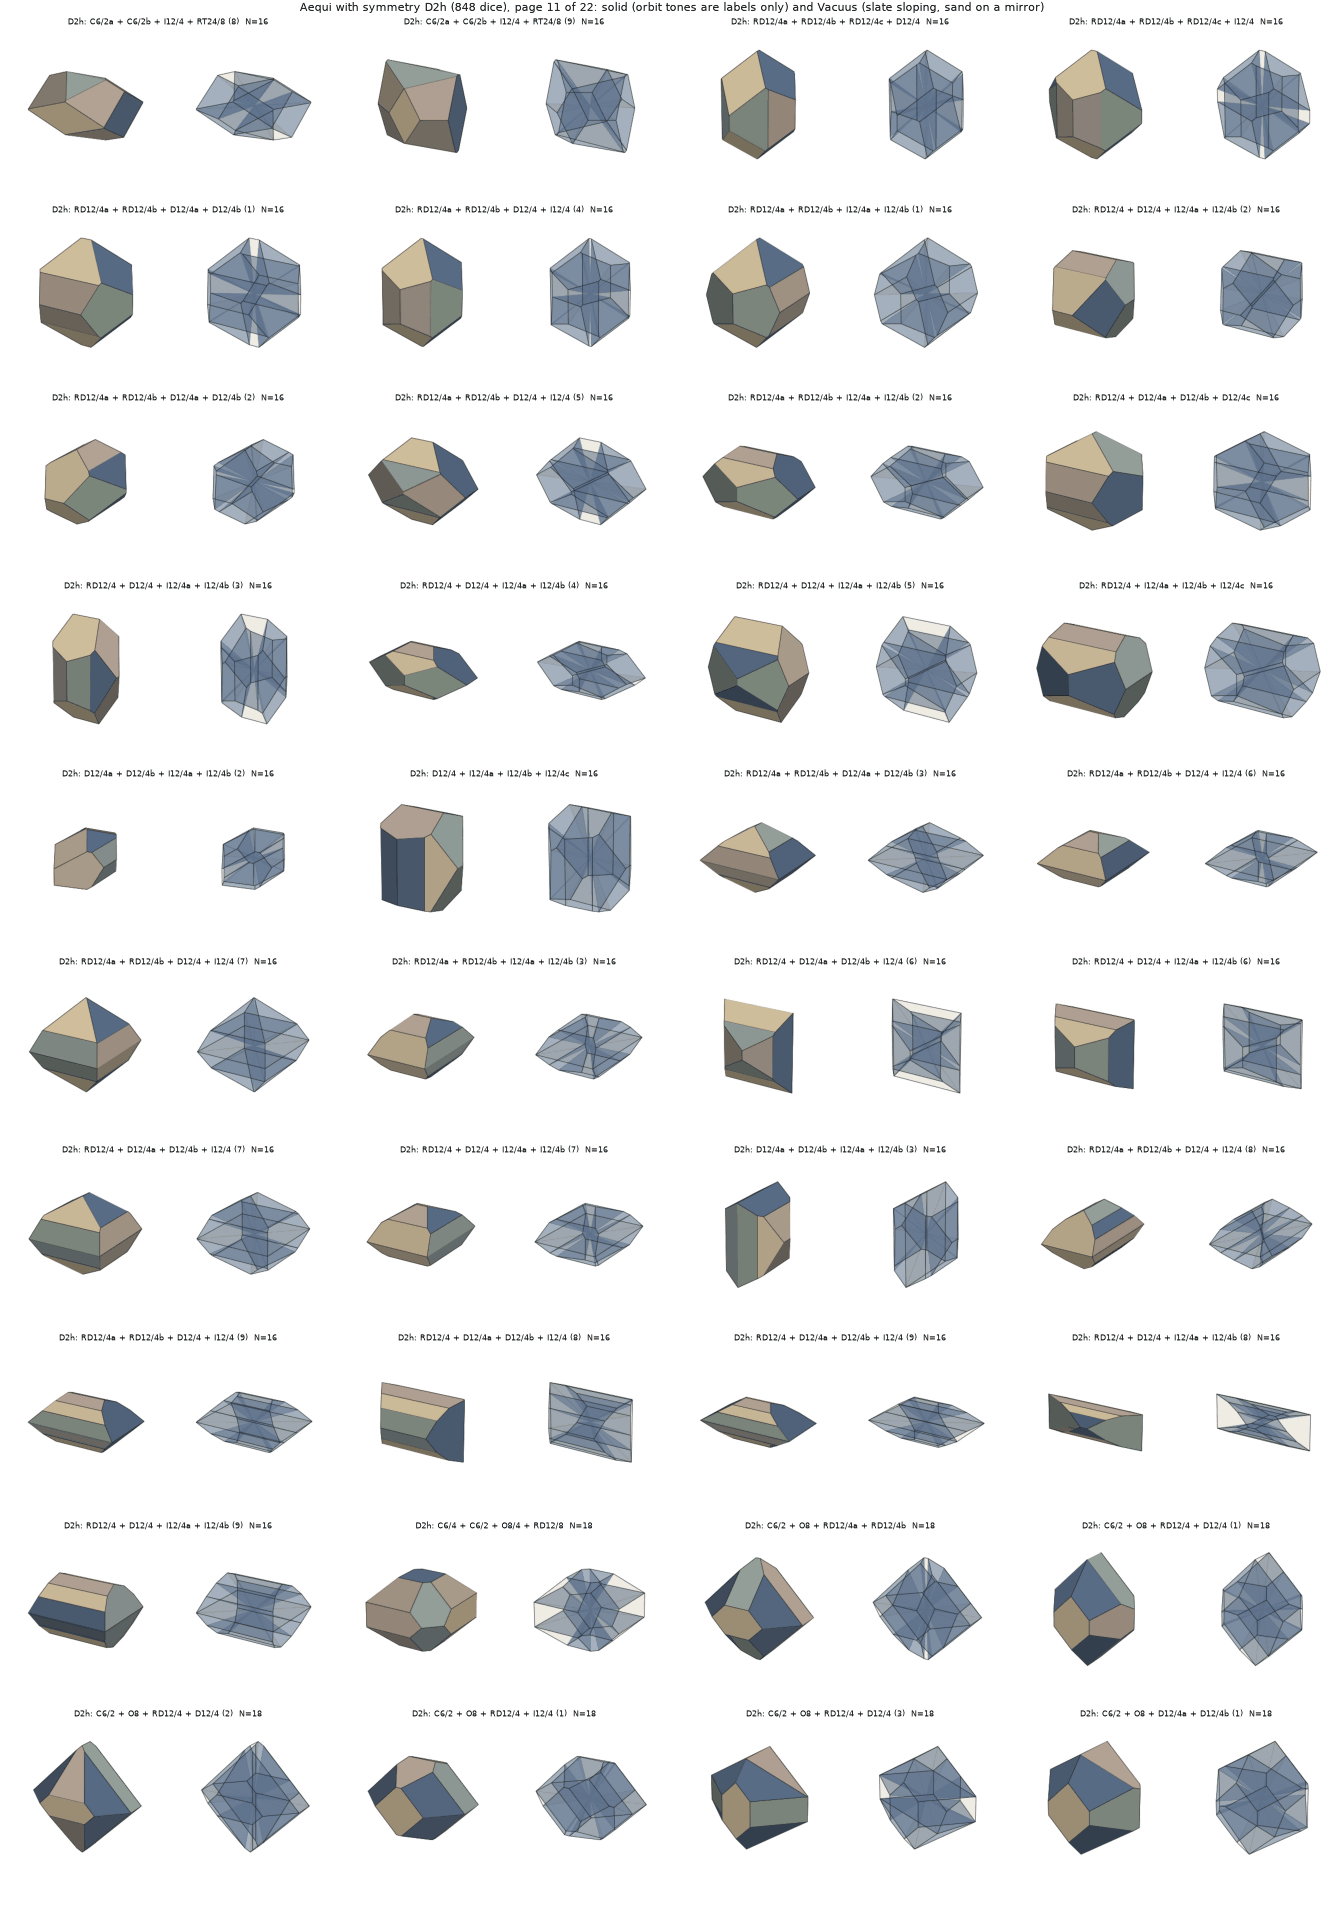 Aequi with symmetry D2h (848 dice), page 11 of 22: solid (orbit tones are labels only) and Vacuus (slate sloping, sand on a mirror)
D2h: C6/2a + C6/2b + I12/4 + RT24/8 (8) N=16
D2h: C6/2a + C6/2b + I12/4 + RT24/8 (9) N=16
D2h: RD12/4a + RD12/4b + RD12/4c + D12/4 N=16
D2h: RD12/4a + RD12/4b + RD12/4c + I12/4 N=16
D2h: RD12/4a + RD12/4b + D12/4a + D12/4b (1) N=16
D2h: RD12/4a + RD12/4b + D12/4 + I12/4 (4) N=16
D2h: RD12/4a + RD12/4b + I12/4a + I12/4b (1) N=16
D2h: RD12/4 + D12/4 + I12/4a + I12/4b (2) N=16
D2h: RD12/4a + RD12/4b + D12/4a + D12/4b (2) N=16
D2h: RD12/4a + RD12/4b + D12/4 + I12/4 (5) N=16
D2h: RD12/4a + RD12/4b + I12/4a + I12/4b (2) N=16
D2h: RD12/4 + D12/4a + D12/4b + D12/4c N=16
D2h: RD12/4 + D12/4 + I12/4a + I12/4b (3) N=16
D2h: RD12/4 + D12/4 + I12/4a + I12/4b (4) N=16
D2h: RD12/4 + D12/4 + I12/4a + I12/4b (5) N=16
D2h: RD12/4 + I12/4a + I12/4b + I12/4c N=16
D2h: D12/4a + D12/4b + I12/4a + I12/4b (2) N=16
D2h: D12/4 + I12/4a + I12/4b + I12/4c N=16
D2h: RD12/4a + RD12/4b + D12/4a + D12/4b (3) N=16
D2h: RD12/4a + RD12/4b + D12/4 + I12/4 (6) N=16
D2h: RD12/4a + RD12/4b + D12/4 + I12/4 (7) N=16
D2h: RD12/4a + RD12/4b + I12/4a + I12/4b (3) N=16
D2h: RD12/4 + D12/4a + D12/4b + I12/4 (6) N=16
D2h: RD12/4 + D12/4 + I12/4a + I12/4b (6) N=16
D2h: RD12/4 + D12/4a + D12/4b + I12/4 (7) N=16
D2h: RD12/4 + D12/4 + I12/4a + I12/4b (7) N=16
D2h: D12/4a + D12/4b + I12/4a + I12/4b (3) N=16
D2h: RD12/4a + RD12/4b + D12/4 + I12/4 (8) N=16
D2h: RD12/4a + RD12/4b + D12/4 + I12/4 (9) N=16
D2h: RD12/4 + D12/4a + D12/4b + I12/4 (8) N=16
D2h: RD12/4 + D12/4a + D12/4b + I12/4 (9) N=16
D2h: RD12/4 + D12/4 + I12/4a + I12/4b (8) N=16
D2h: RD12/4 + D12/4 + I12/4a + I12/4b (9) N=16
D2h: C6/4 + C6/2 + O8/4 + RD12/8 N=18
D2h: C6/2 + O8 + RD12/4a + RD12/4b N=18
D2h: C6/2 + O8 + RD12/4 + D12/4 (1) N=18
D2h: C6/2 + O8 + RD12/4 + D12/4 (2) N=18
D2h: C6/2 + O8 + RD12/4 + I12/4 (1) N=18
D2h: C6/2 + O8 + RD12/4 + D12/4 (3) N=18
D2h: C6/2 + O8 + D12/4a + D12/4b (1) N=18